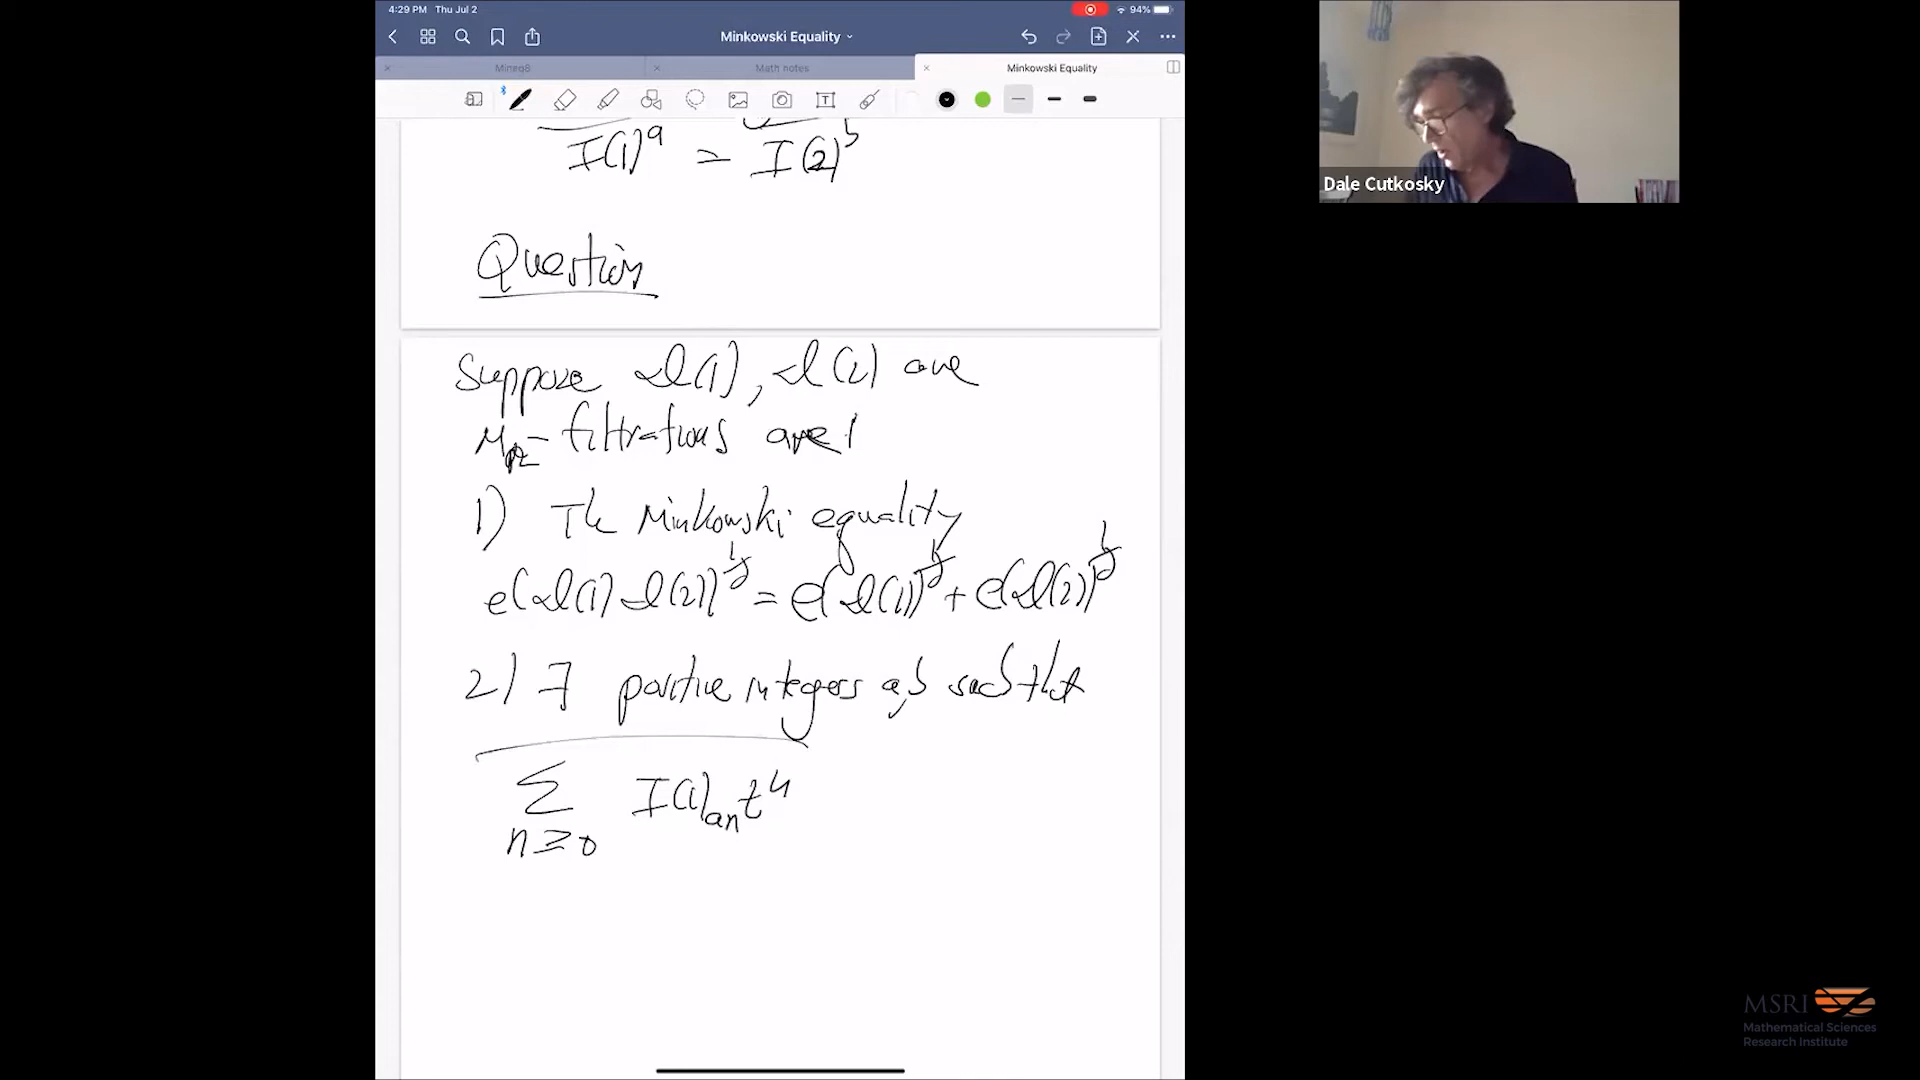 4:29 PM Thu Jul 2
94%
Minkowski Equality
Mineq8
Math notes
Minkowski Equality
I(1)^a = I(2)^b
Question
Suppose I(1), I(2) are
m_R-filtrations are
1) The Minkowski equality
e(I(1) I(2))^{1/d} = e(I(1))^{1/d} + e(I(2))^{1/d}
2) ∃ positive integers a, b such that
Σ I(1)_{an} t^n
n ≥ 0
Dale Cutkosky
MSRI
Mathematical Sciences
Research Institute